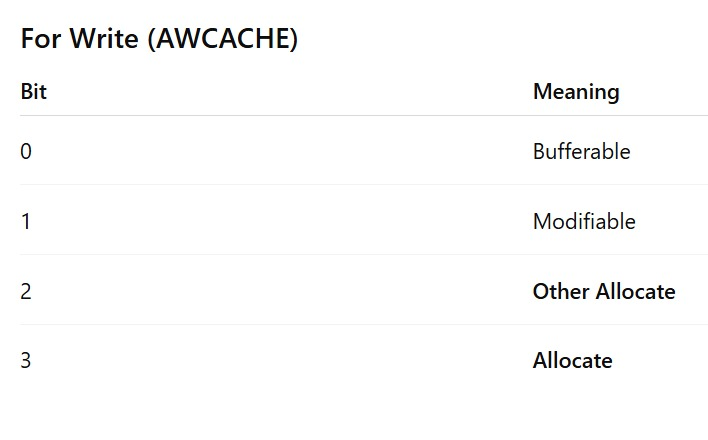 For Write (AWCACHE)
Bit Meaning
0 Bufferable
1 Modifiable
2 Other Allocate
3 Allocate